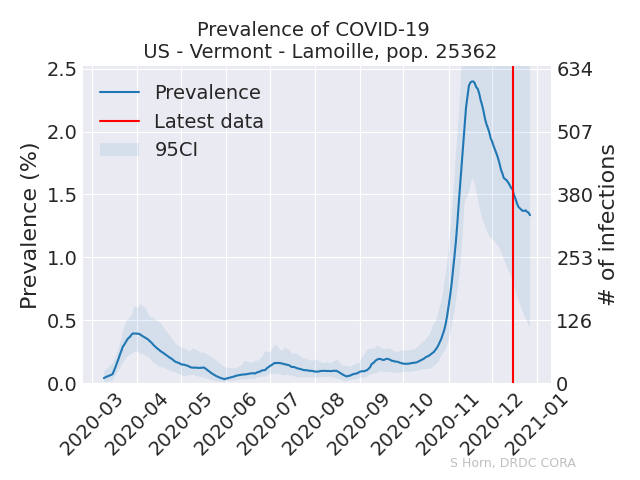 Prevalence of COVID-19
US - Vermont - Lamoille, pop. 25362
Prevalence (%)
2.5
2.0
1.5
1.0
0.5
0.0
Prevalence
Latest data
95CI
634
507
380
253
126
0
# of infections
2020-03
2020-04
2020-05
2020-06
2020-07
2020-08
2020-09
2020-10
2020-11
2020-12
2021-01
S Horn, DRDC CORA